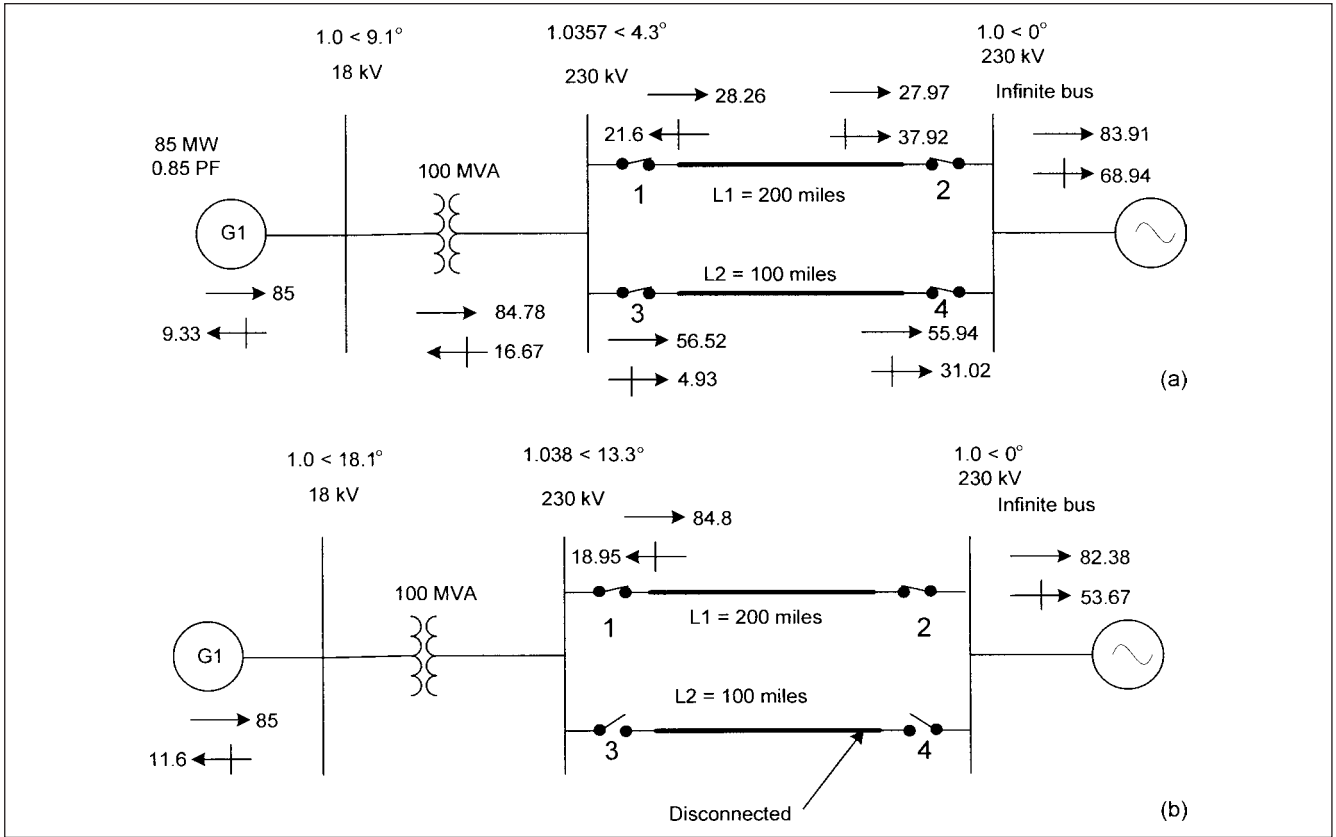 1.0 < 9.1°
18 kV
1.0357 < 4.3°
230 kV
1.0 < 0°
230 kV
Infinite bus
28.26
27.97
21.6
37.92
83.91
68.94
85 MW
0.85 PF
100 MVA
G1
1
2
L1 = 200 miles
L2 = 100 miles
3
4
85
9.33
84.78
16.67
56.52
4.93
55.94
31.02
(a)
1.0 < 18.1°
18 kV
1.038 < 13.3°
230 kV
1.0 < 0°
230 kV
Infinite bus
84.8
18.95
82.38
53.67
100 MVA
G1
1
2
L1 = 200 miles
L2 = 100 miles
3
4
85
11.6
Disconnected
(b)